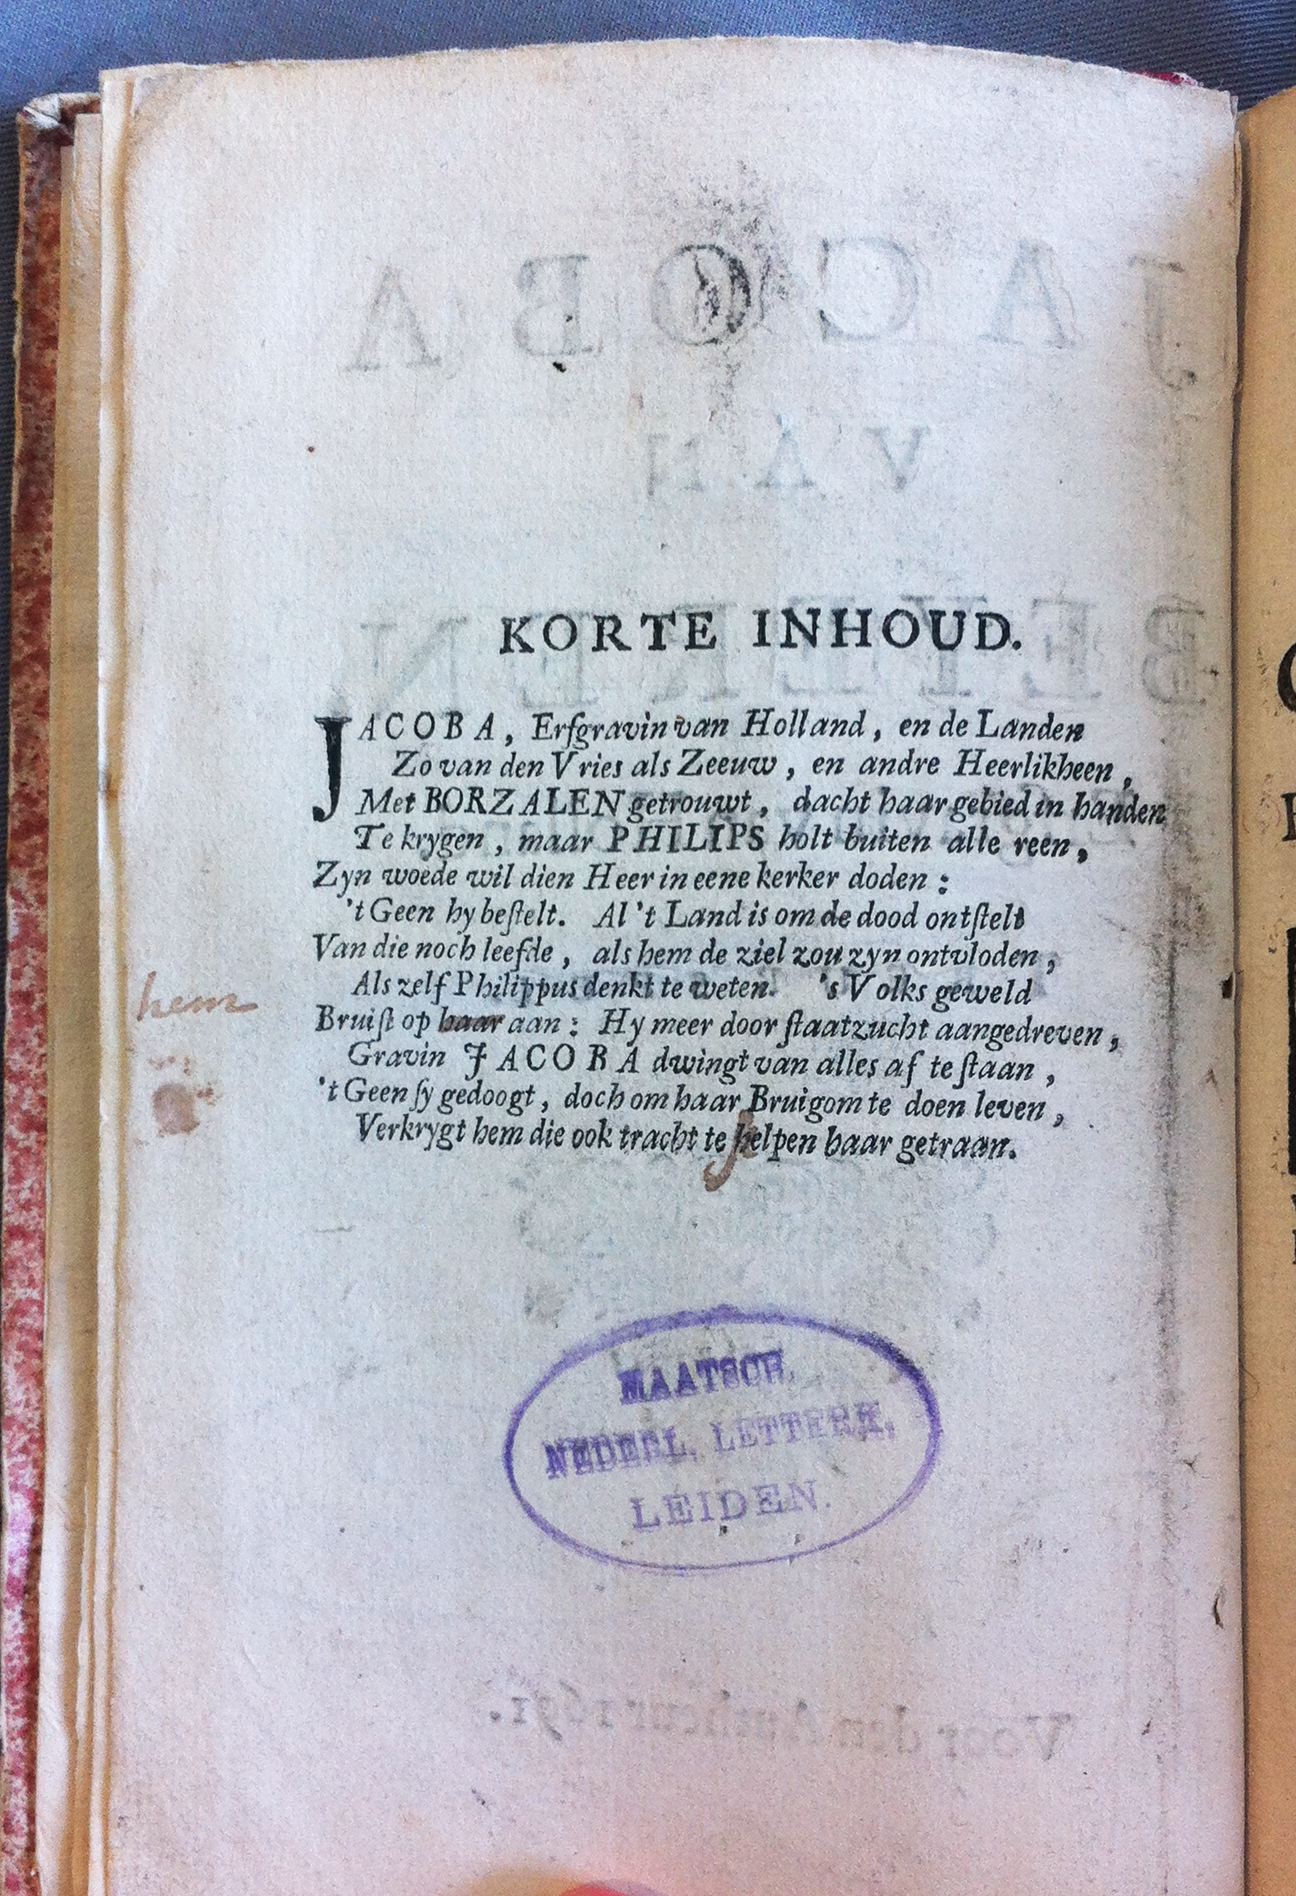 KORTE INHOUD.
JACOBA, Erfgravin van Holland, en de Landen
Zo van den Vries als Zeeuw, en andre Heerlikheen,
Met BORZALEN getrouwt, dacht haar gebied in handen
Te krygen, maar PHILIPS holt buiten alle reen,
Zyn woede wil dien Heer in eene kerker doden:
't Geen hy beſtelt. Al 't Land is om de dood ontſtelt
Van die noch leefde, als hem de ziel zou zyn ontvloden,
Als zelf Philippus denkt te weten. 's Volks geweld
hem
Bruiſt op haar aan: Hy meer door ſtaatzucht aangedreven,
Gravin JACOBA dwingt van alles af te ſtaan,
't Geen ſy gedoogt, doch om haar Bruigom te doen leven,
Verkrygt hem die ook tracht te helpen haar getraan.
MAATSCH.
NEDERL. LETTERK.
LEIDEN.